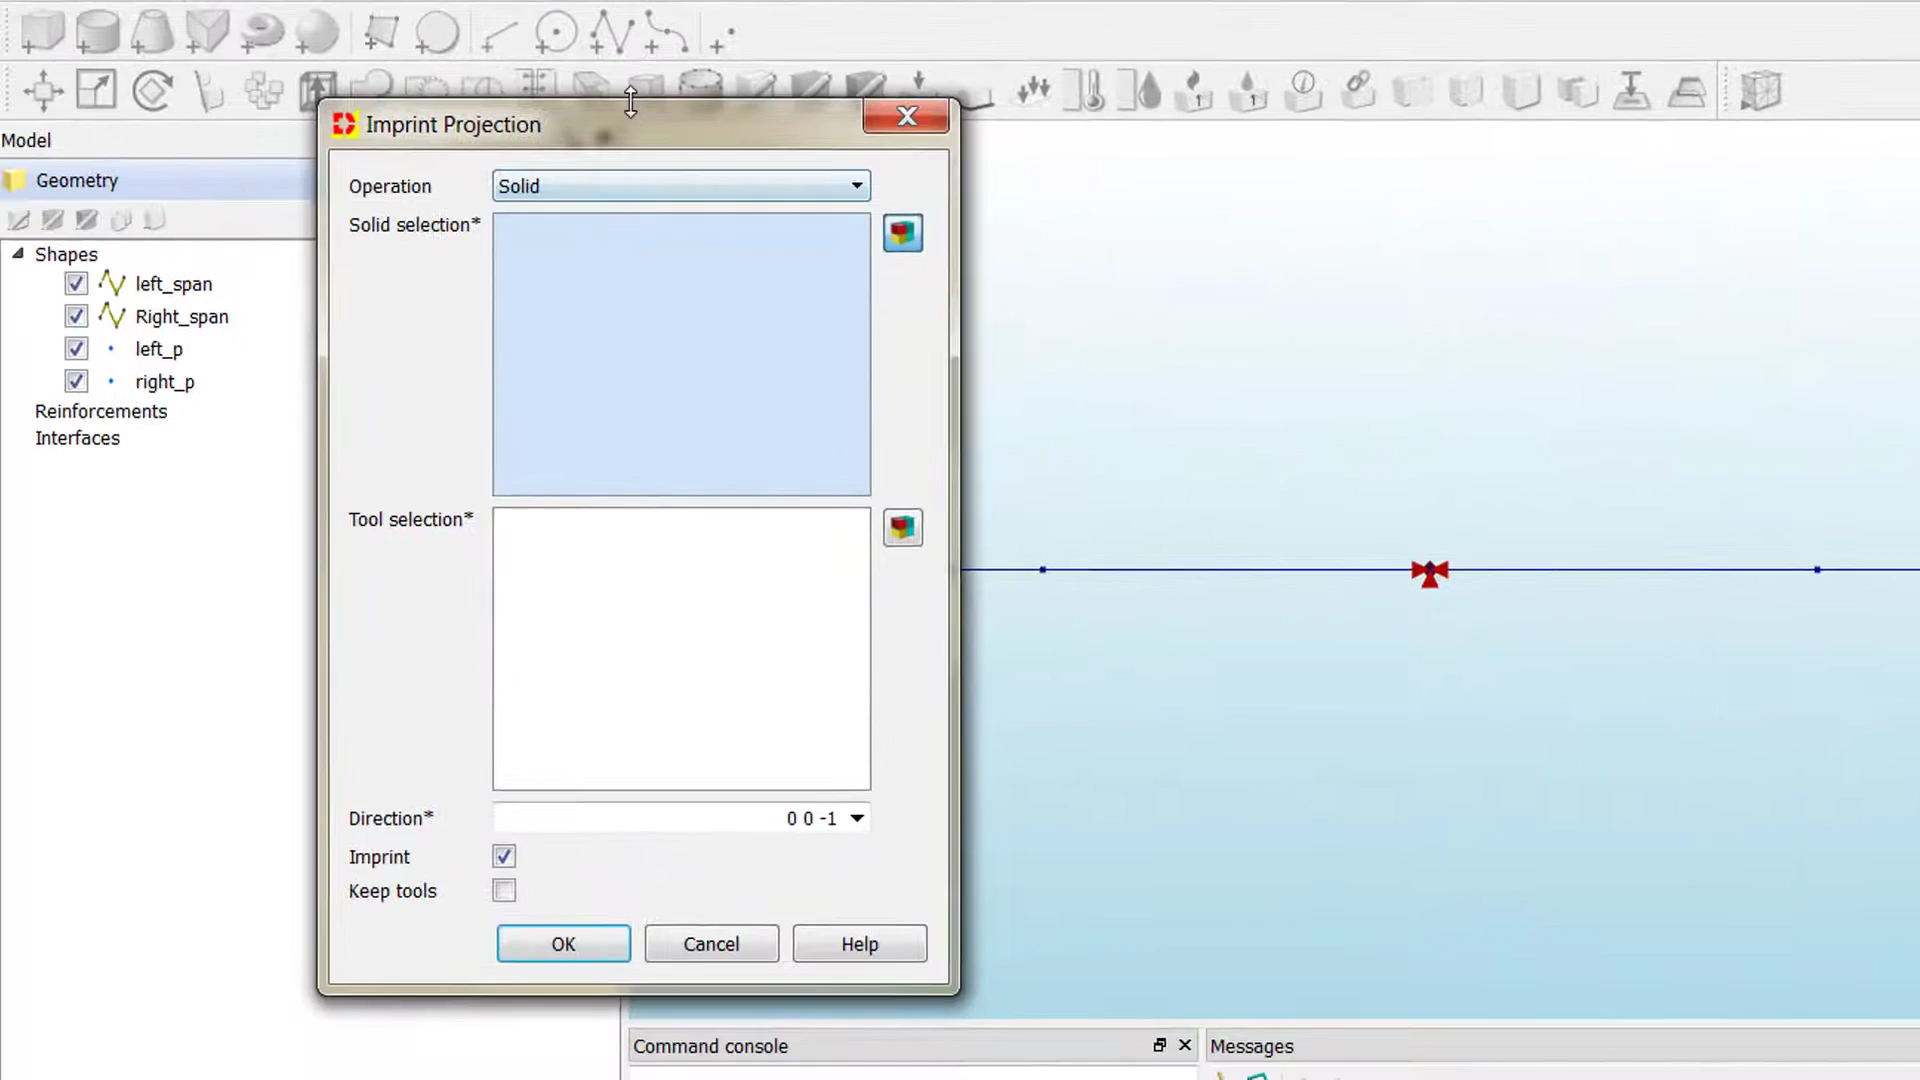 Imprint Projection
Model
Geometry
Operation
Solid
Solid selection*
Shapes
left_span
Right_span
left_p
right_p
Reinforcements
Interfaces
Tool selection*
Direction*
0 0 -1
Imprint
Keep tools
OK
Cancel
Help
Command console
Messages